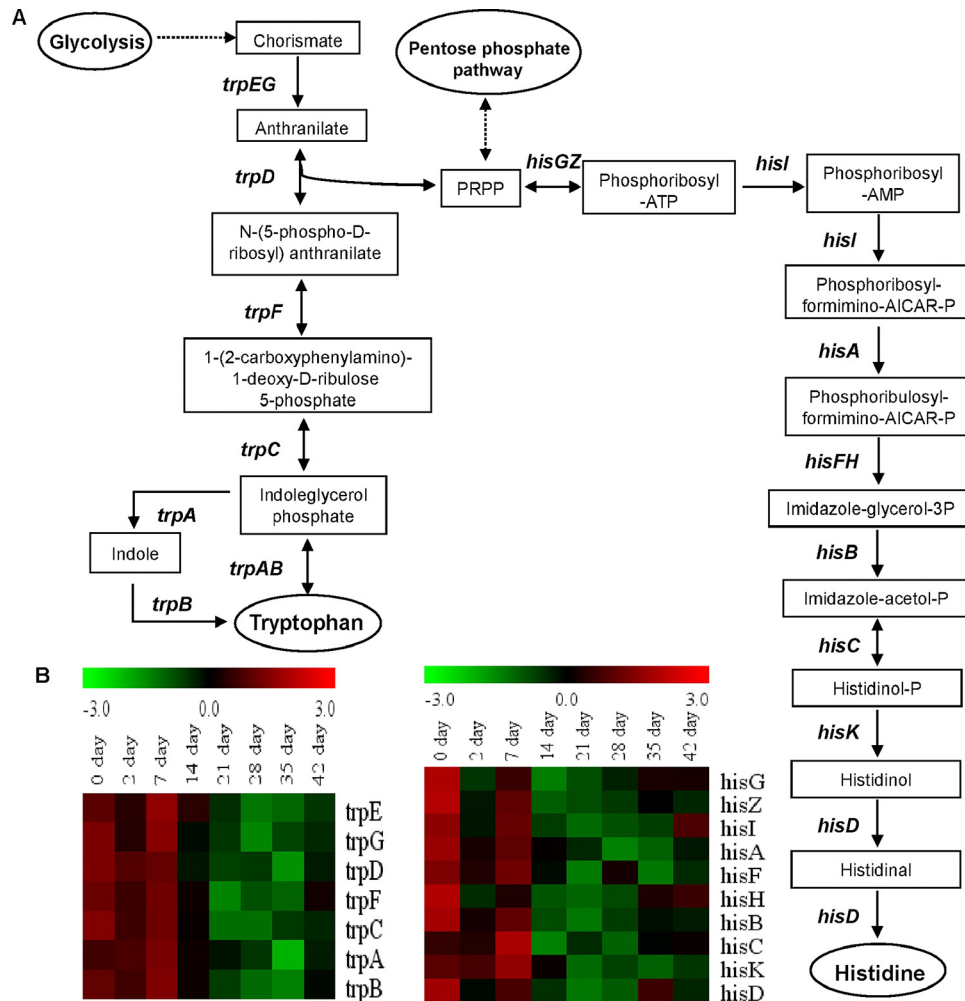 A
Glycolysis
Chorismate
trpEG
Anthranilate
trpD
N-(5-phospho-D-
ribosyl) anthranilate
trpF
1-(2-carboxyphenylamino)-
1-deoxy-D-ribulose
5-phosphate
trpC
Indoleglycerol
phosphate
trpA
Indole
trpAB
trpB
Tryptophan
Pentose phosphate
pathway
PRPP
hisGZ
Phosphoribosyl
-ATP
hisI
Phosphoribosyl
-AMP
hisI
Phosphoribosyl-
formimino-AICAR-P
hisA
Phosphoribulosyl-
formimino-AICAR-P
hisFH
Imidazole-glycerol-3P
hisB
Imidazole-acetol-P
hisC
Histidinol-P
hisK
Histidinol
hisD
Histidinal
hisD
Histidine
B
-3.0 0.0 3.0
0 day 2 day 7 day 14 day 21 day 28 day 35 day 42 day
trpE
trpG
trpD
trpF
trpC
trpA
trpB
-3.0 0.0 3.0
0 day 2 day 7 day 14 day 21 day 28 day 35 day 42 day
hisG
hisZ
hisI
hisA
hisF
hisH
hisB
hisC
hisK
hisD